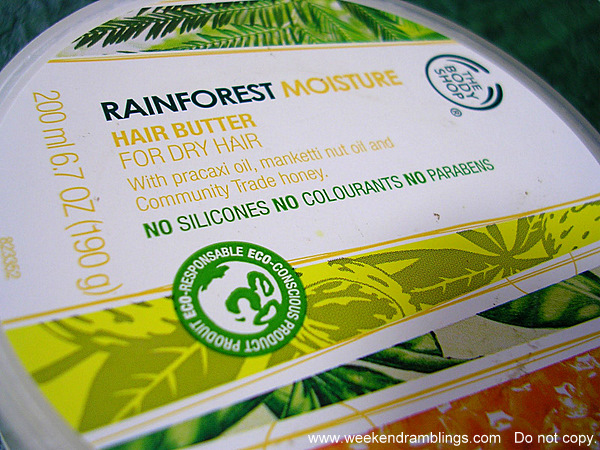 RAINFOREST MOISTURE
HAIR BUTTER
FOR DRY HAIR
With pracaxi oil, manketti nut oil and
Community Trade honey.
NO SILICONES NO COLOURANTS NO PARABENS
THE
BODY
SHOP®
200 ml 6.7 OZ (190 g)
ECO-RESPONSABLE ECO-CONSCIOUS PRODUCT PRODUIT
www.weekendramblings.com Do not copy.